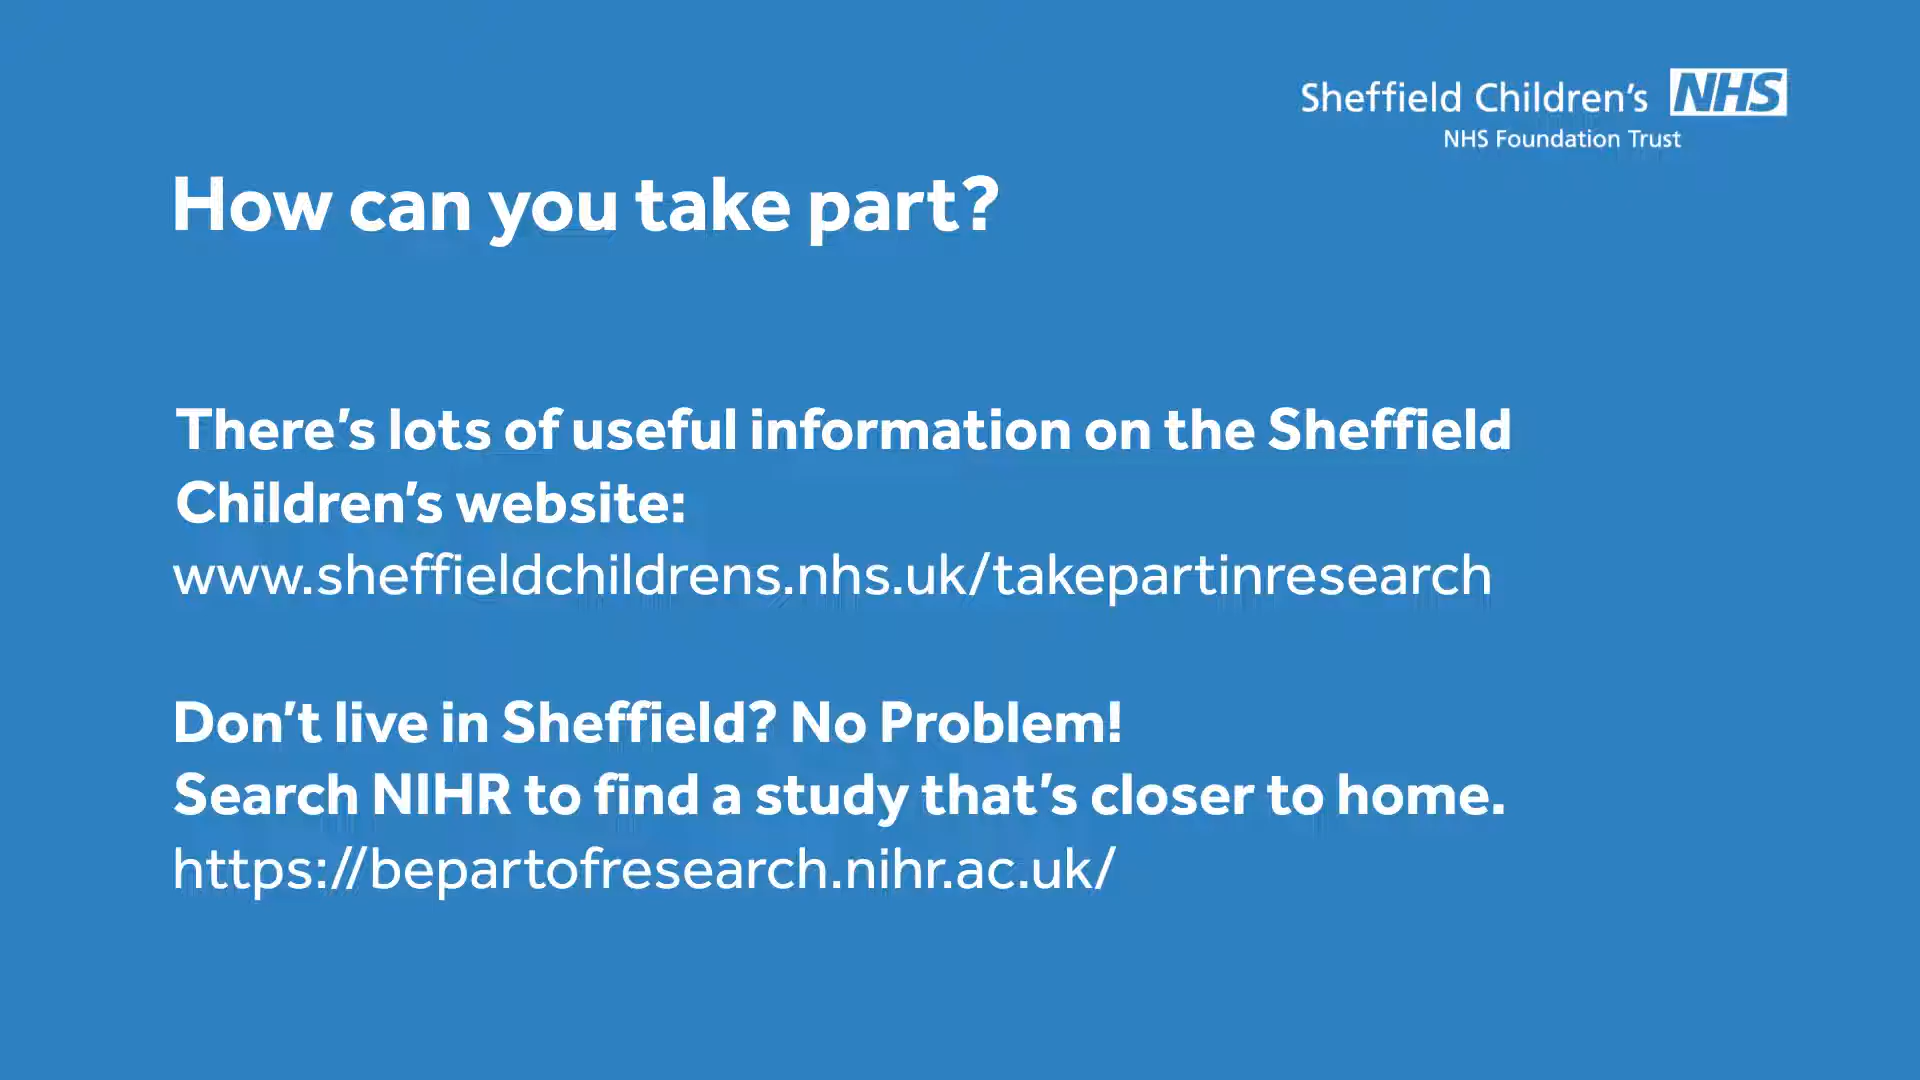 Sheffield Children's NHS
NHS Foundation Trust
How can you take part?
There's lots of useful information on the Sheffield
Children's website:
www.sheffieldchildrens.nhs.uk/takepartinresearch
Don't live in Sheffield? No Problem!
Search NIHR to find a study that's closer to home.
https://bepartofresearch.nihr.ac.uk/